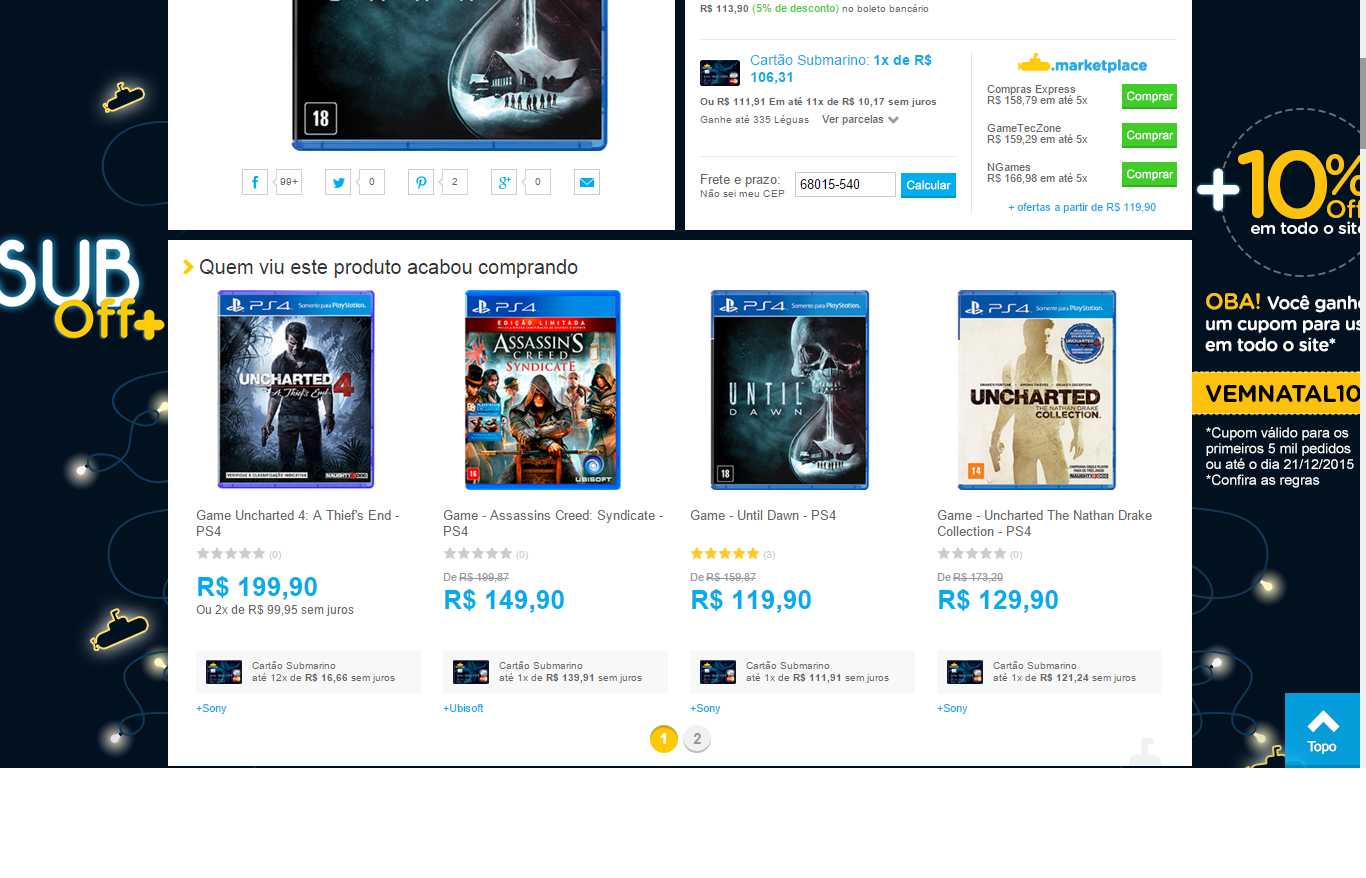 R$ 113,90 (5% de desconto) no boleto bancário
Cartão Submarino: 1x de R$
106,31
Ou R$ 111,91 Em até 11x de R$ 10,17 sem juros
Ganhe até 335 Léguas Ver parcelas
Frete e prazo:
Não sei meu CEP
68015-540
Calcular
.marketplace
Compras Express
R$ 158,79 em até 5x
Comprar
GameTecZone
R$ 159,29 em até 5x
Comprar
NGames
R$ 166,98 em até 5x
Comprar
+ ofertas a partir de R$ 119,90
18
99+
0
2
0
SUB
Off+
+10%
Off
em todo o site
OBA! Você ganhe
um cupom para us
em todo o site*
VEMNATAL10
*Cupom válido para os
primeiros 5 mil pedidos
ou até o dia 21/12/2015
*Confira as regras
Quem viu este produto acabou comprando
PS4 Somente para PlayStation.
UNCHARTED 4
A Thief's End
VERIFIQUE A CLASSIFICAÇÃO INDICATIVA
NAUGHTY DOG
Game Uncharted 4: A Thief's End -
PS4
(0)
R$ 199,90
Ou 2x de R$ 99,95 sem juros
Cartão Submarino
até 12x de R$ 16,66 sem juros
+Sony
PS4
EDIÇÃO LIMITADA
ASSASSIN'S
CREED
SYNDICATE
16
UBISOFT
Game - Assassins Creed: Syndicate -
PS4
(0)
De R$ 199,87
R$ 149,90
Cartão Submarino
até 1x de R$ 139,91 sem juros
+Ubisoft
PS4 Somente para PlayStation.
UNTIL
DAWN
18
Game - Until Dawn - PS4
(3)
De R$ 159,87
R$ 119,90
Cartão Submarino
até 1x de R$ 111,91 sem juros
+Sony
PS4 Somente para PlayStation.
DRAKE'S FORTUNE • AMONG THIEVES • DRAKE'S DECEPTION
UNCHARTED
THE NATHAN DRAKE
COLLECTION.
14
NAUGHTY DOG
Game - Uncharted The Nathan Drake
Collection - PS4
(0)
De R$ 173,20
R$ 129,90
Cartão Submarino
até 1x de R$ 121,24 sem juros
+Sony
1 2
Topo